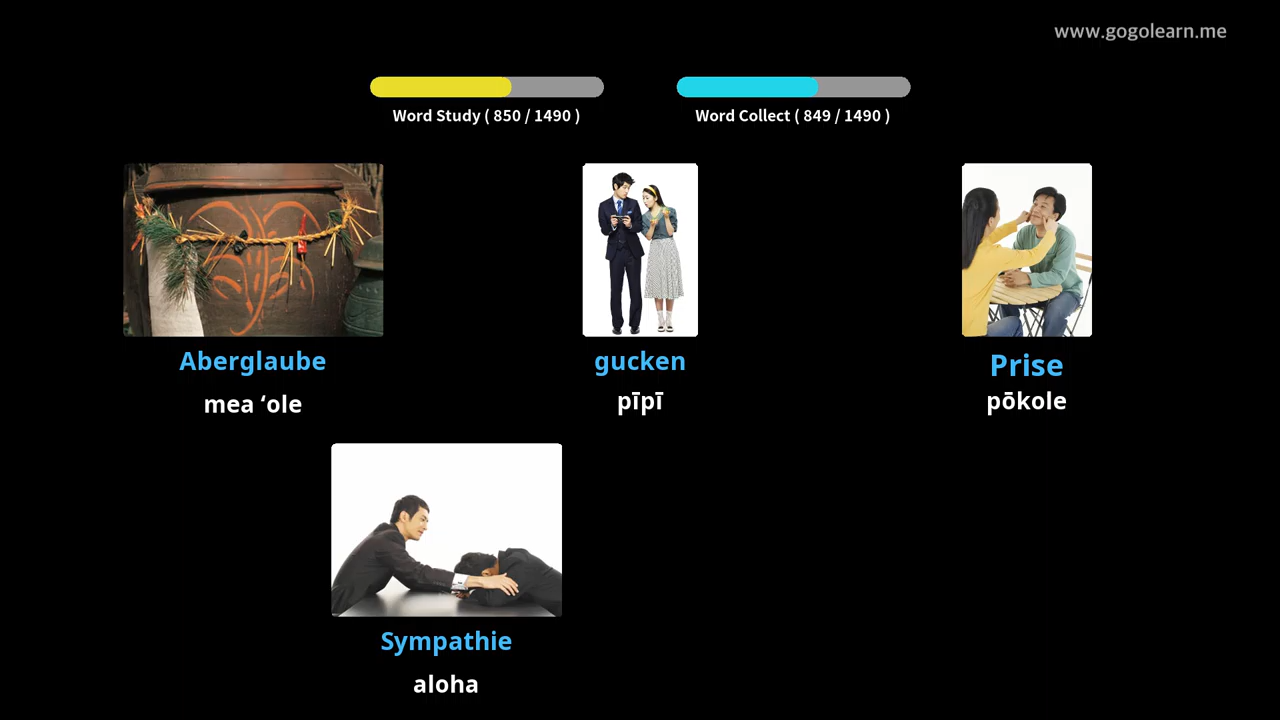 www.gogolearn.me
Word Study ( 850 / 1490 )
Word Collect ( 849 / 1490 )
Aberglaube
mea ‘ole
gucken
pīpī
Prise
pōkole
Sympathie
aloha